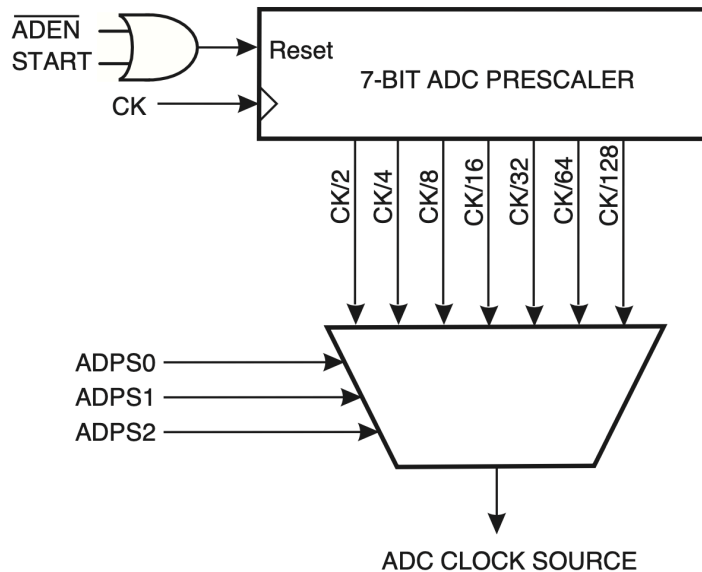 ADEN
START
Reset
7-BIT ADC PRESCALER
CK
CK/2
CK/4
CK/8
CK/16
CK/32
CK/64
CK/128
ADPS0
ADPS1
ADPS2
ADC CLOCK SOURCE